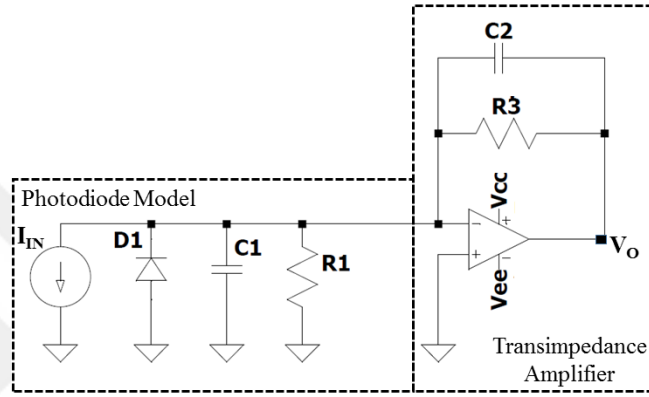 C2
R3
Vcc
Photodiode Model
I_IN
D1
C1
R1
- +
+ -
Vee
V_O
Transimpedance
Amplifier